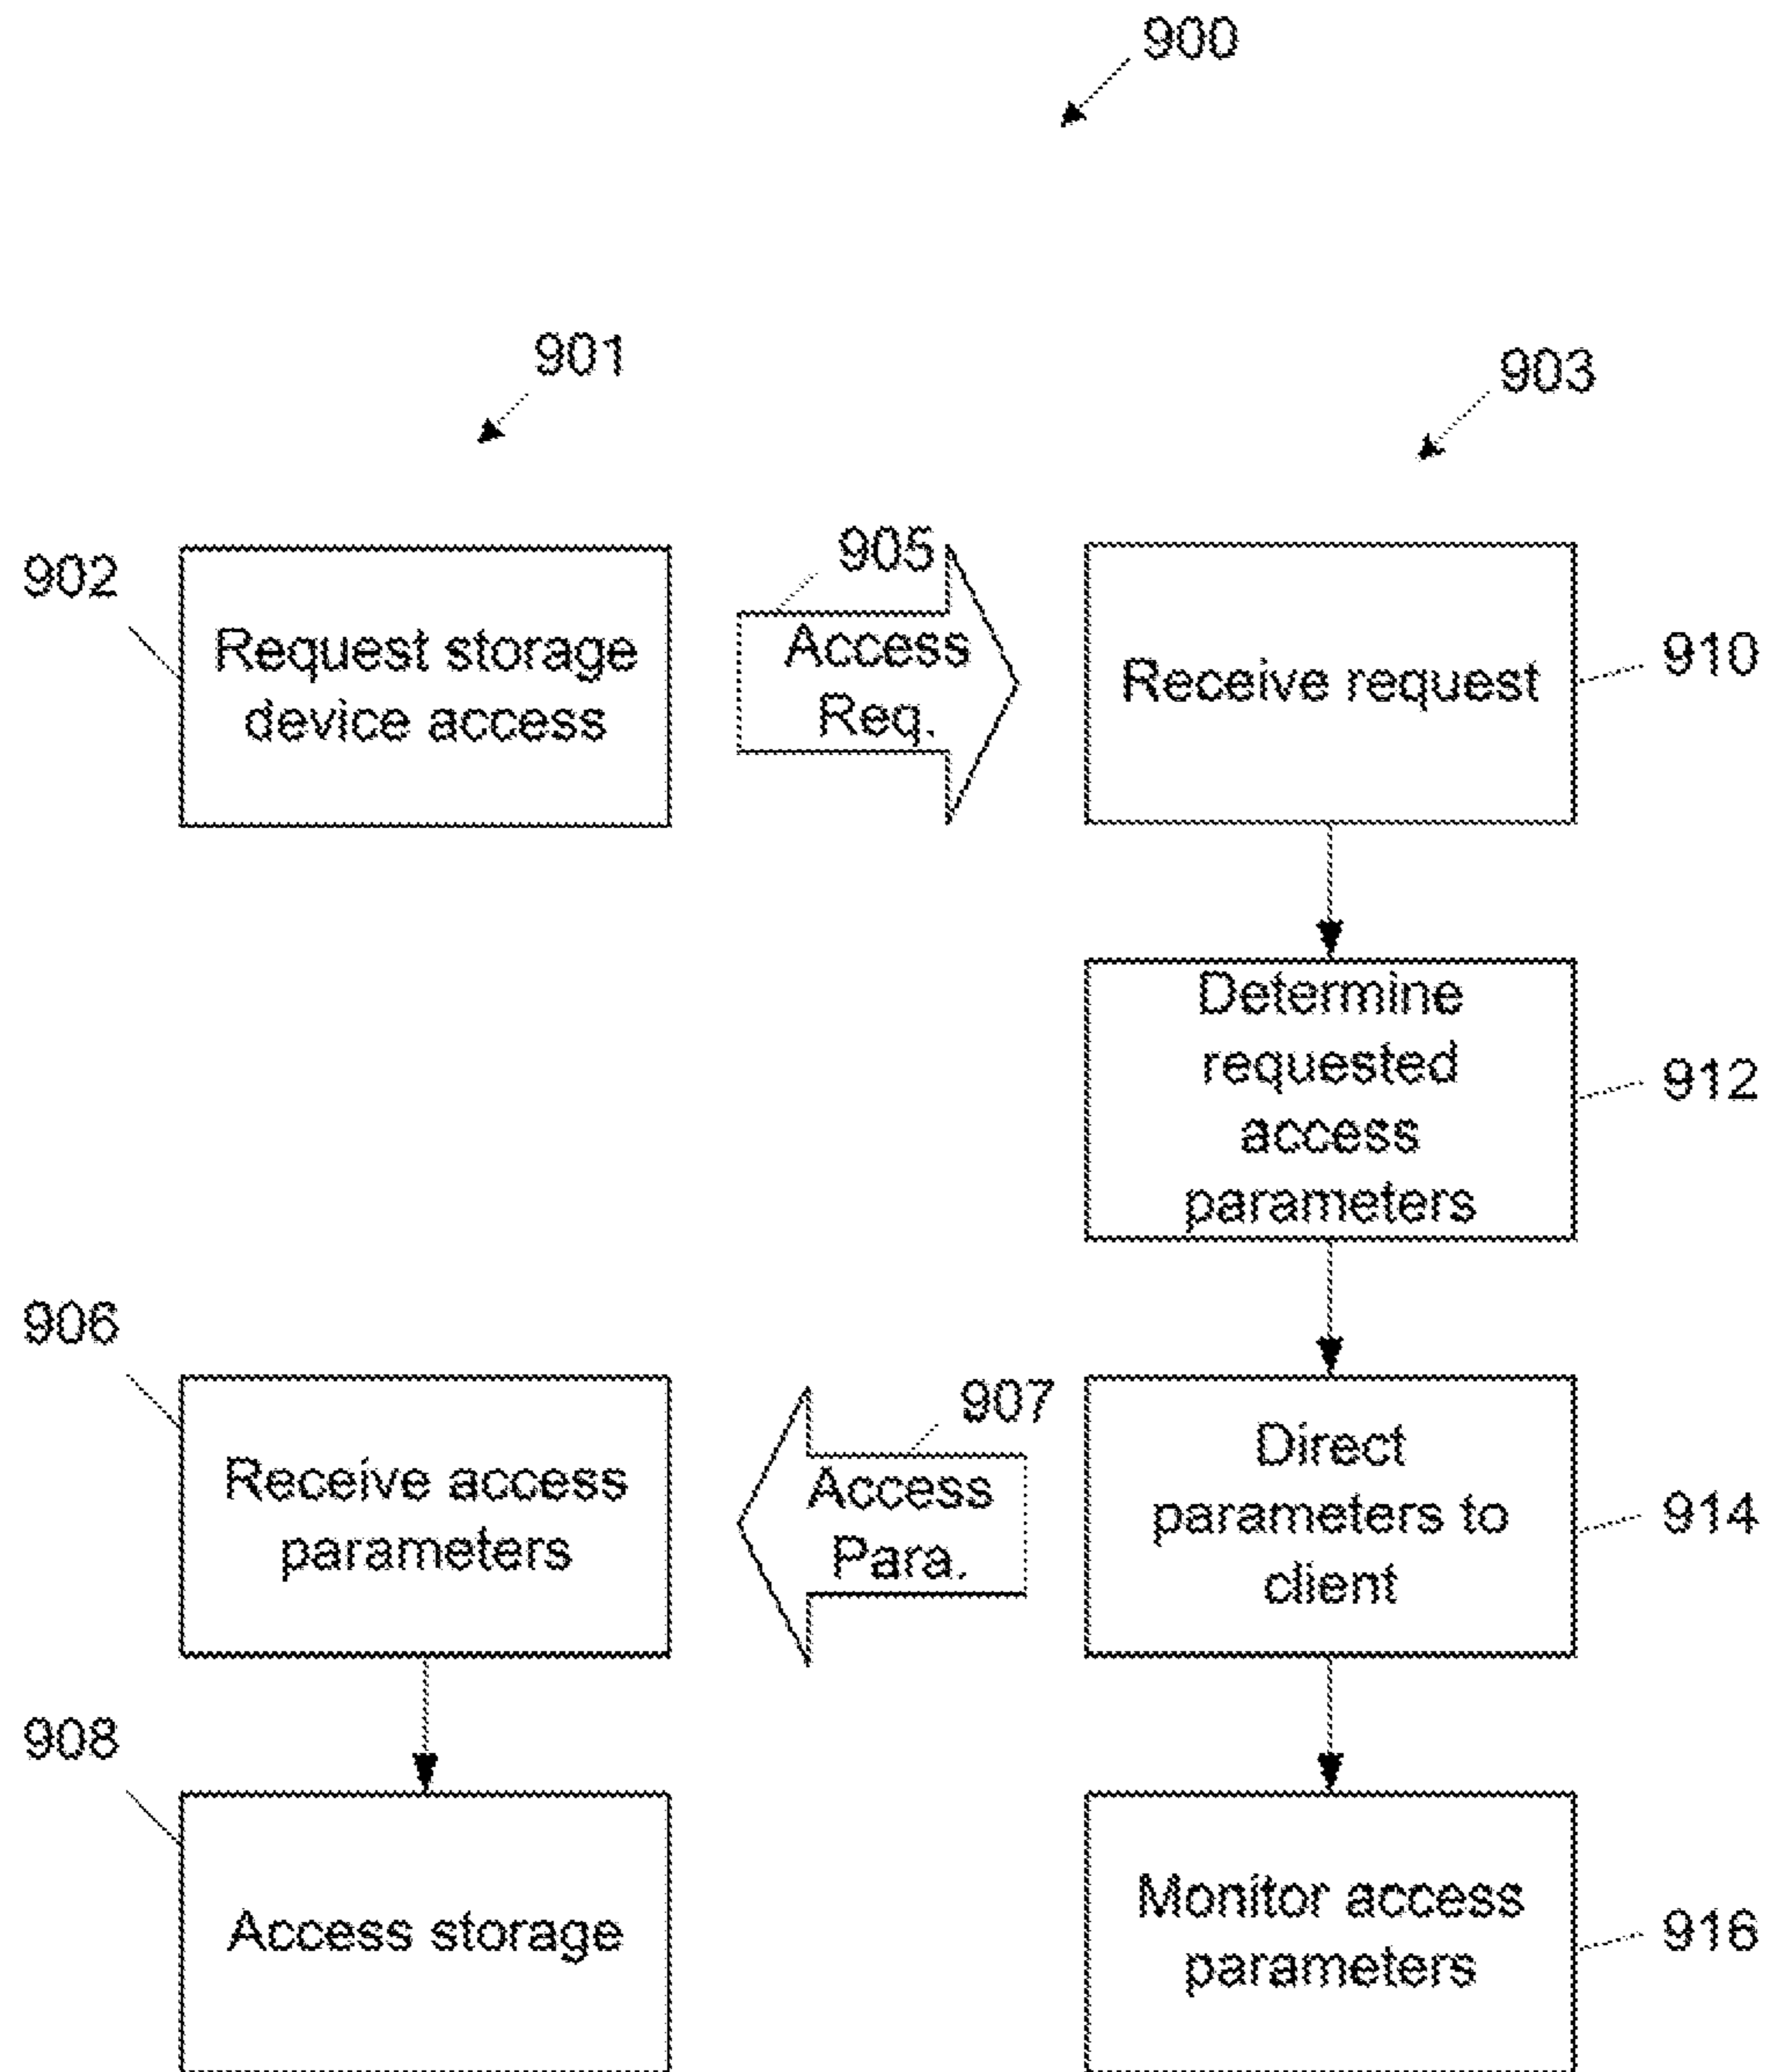 900
901
903
905
902
Request storage
device access
Access
Req.
Receive request
910
Determine
requested
access
parameters
912
906
Receive access
parameters
907
Access
Para.
Direct
parameters to
client
914
908
Access storage
Monitor access
parameters
916